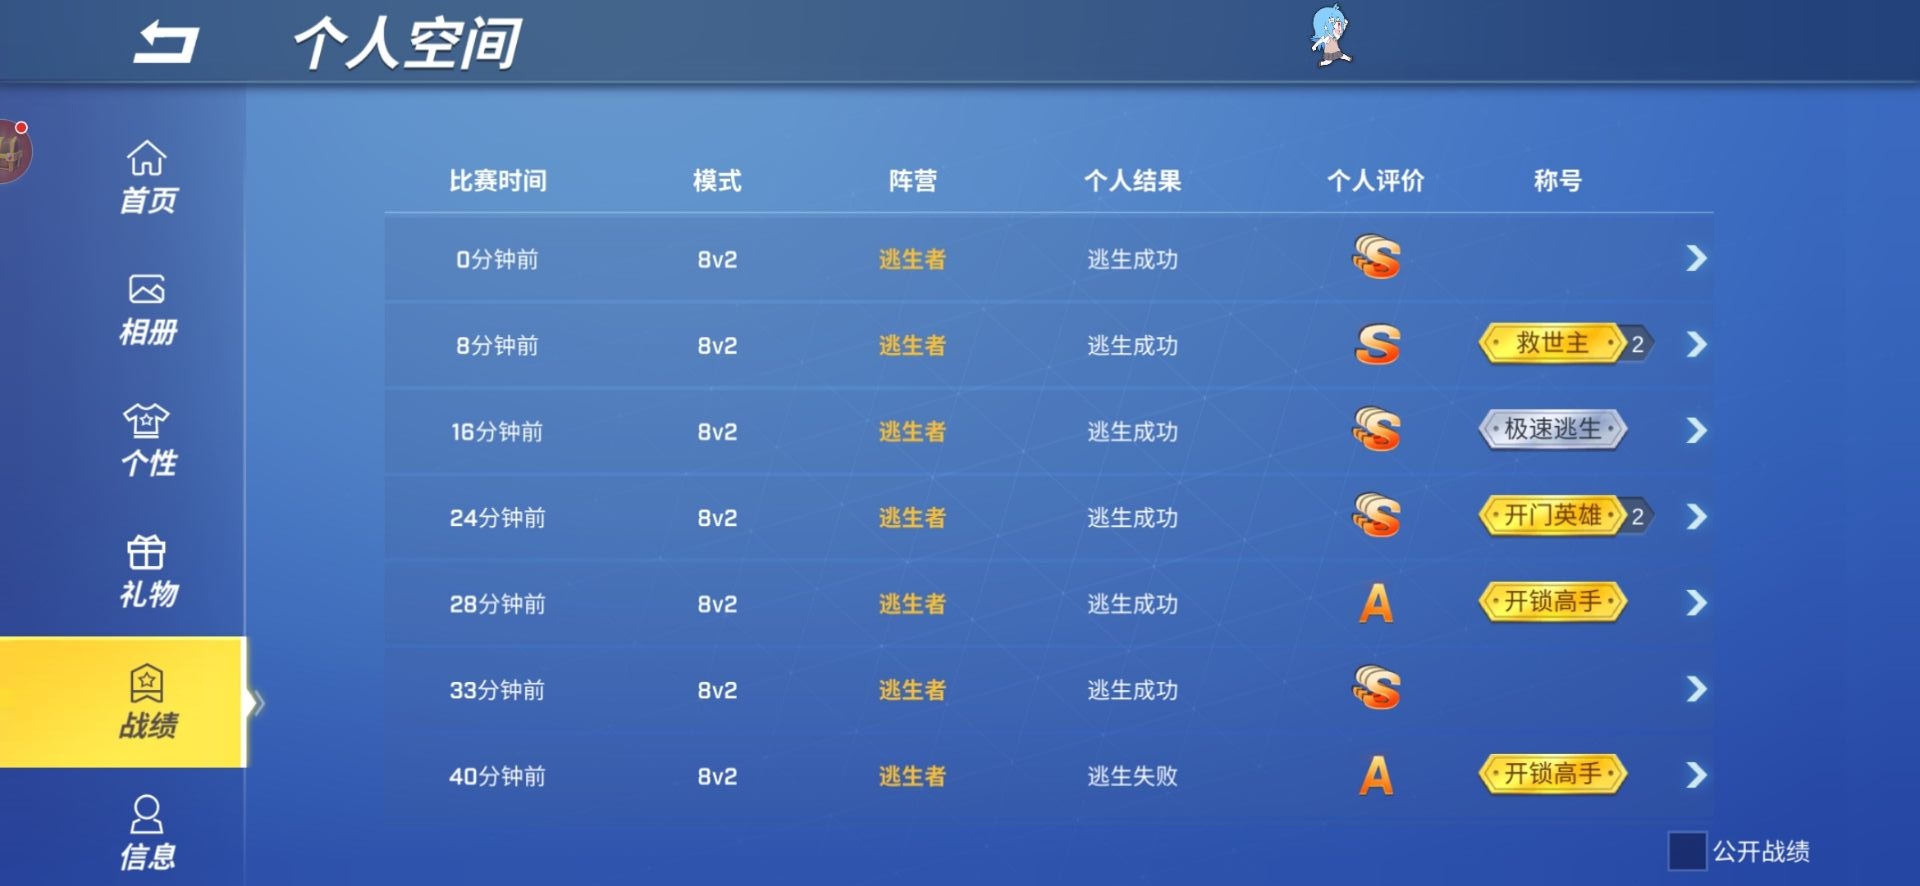 个人空间
首页
相册
个性
礼物
战绩
信息
比赛时间 模式 阵营 个人结果 个人评价 称号
0分钟前 8v2 逃生者 逃生成功 S
8分钟前 8v2 逃生者 逃生成功 S 救世主 2
16分钟前 8v2 逃生者 逃生成功 S 极速逃生
24分钟前 8v2 逃生者 逃生成功 S 开门英雄 2
28分钟前 8v2 逃生者 逃生成功 A 开锁高手
33分钟前 8v2 逃生者 逃生成功 S
40分钟前 8v2 逃生者 逃生失败 A 开锁高手
公开战绩